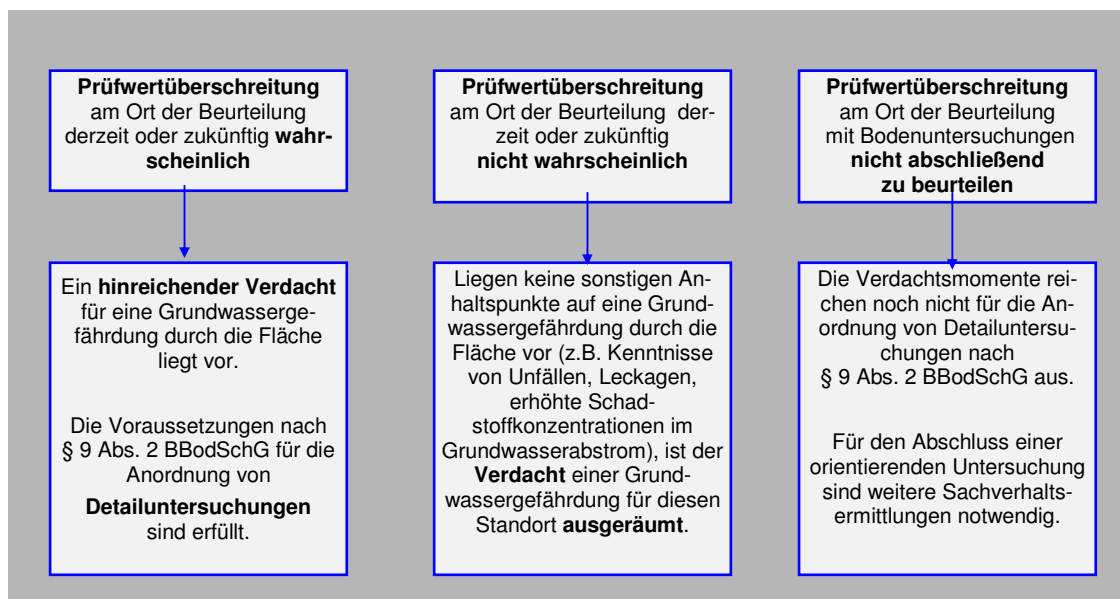 Prüfwertüberschreitung
am Ort der Beurteilung
derzeit oder zukünftig wahr-
scheinlich
Ein hinreichender Verdacht
für eine Grundwasserge-
fährdung durch die Fläche
liegt vor.
Die Voraussetzungen nach
§ 9 Abs. 2 BBodSchG für die
Anordnung von
Detailuntersuchungen
sind erfüllt.
Prüfwertüberschreitung
am Ort der Beurteilung der-
zeit oder zukünftig
nicht wahrscheinlich
Liegen keine sonstigen An-
haltspunkte auf eine Grund-
wassergefährdung durch die
Fläche vor (z.B. Kenntnisse
von Unfällen, Leckagen,
erhöhte Schad-
stoffkonzentrationen im
Grundwasserabstrom), ist der
Verdacht einer Grund-
wassergefährdung für diesen
Standort ausgeräumt.
Prüfwertüberschreitung
am Ort der Beurteilung
mit Bodenuntersuchungen
nicht abschließend
zu beurteilen
Die Verdachtsmomente rei-
chen noch nicht für die An-
ordnung von Detailuntersu-
chungen nach
§ 9 Abs. 2 BBodSchG aus.
Für den Abschluss einer
orientierenden Untersuchung
sind weitere Sachverhalts-
ermittlungen notwendig.